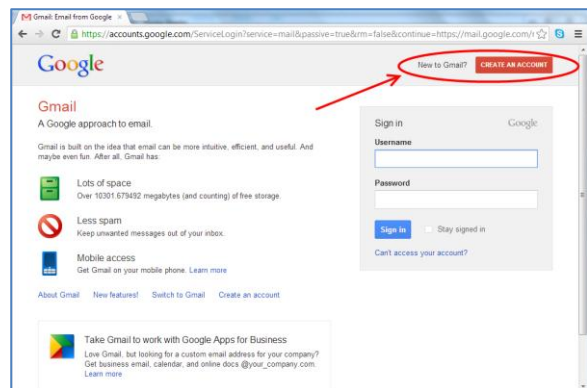 Gmail: Email from Google
https://accounts.google.com/ServiceLogin?service=mail&passive=true&rm=false&continue=https://mail.google.com/
Google
New to Gmail? CREATE AN ACCOUNT
Gmail
A Google approach to email.
Gmail is built on the idea that email can be more intuitive, efficient, and useful. And
maybe even fun. After all, Gmail has:
Lots of space
Over 10301.679492 megabytes (and counting) of free storage.
Less spam
Keep unwanted messages out of your inbox.
Mobile access
Get Gmail on your mobile phone. Learn more
About Gmail New features! Switch to Gmail Create an account
Take Gmail to work with Google Apps for Business
Love Gmail, but looking for a custom email address for your company?
Get business email, calendar, and online docs @your_company.com.
Learn more
Sign in Google
Username
Password
Sign in Stay signed in
Can't access your account?